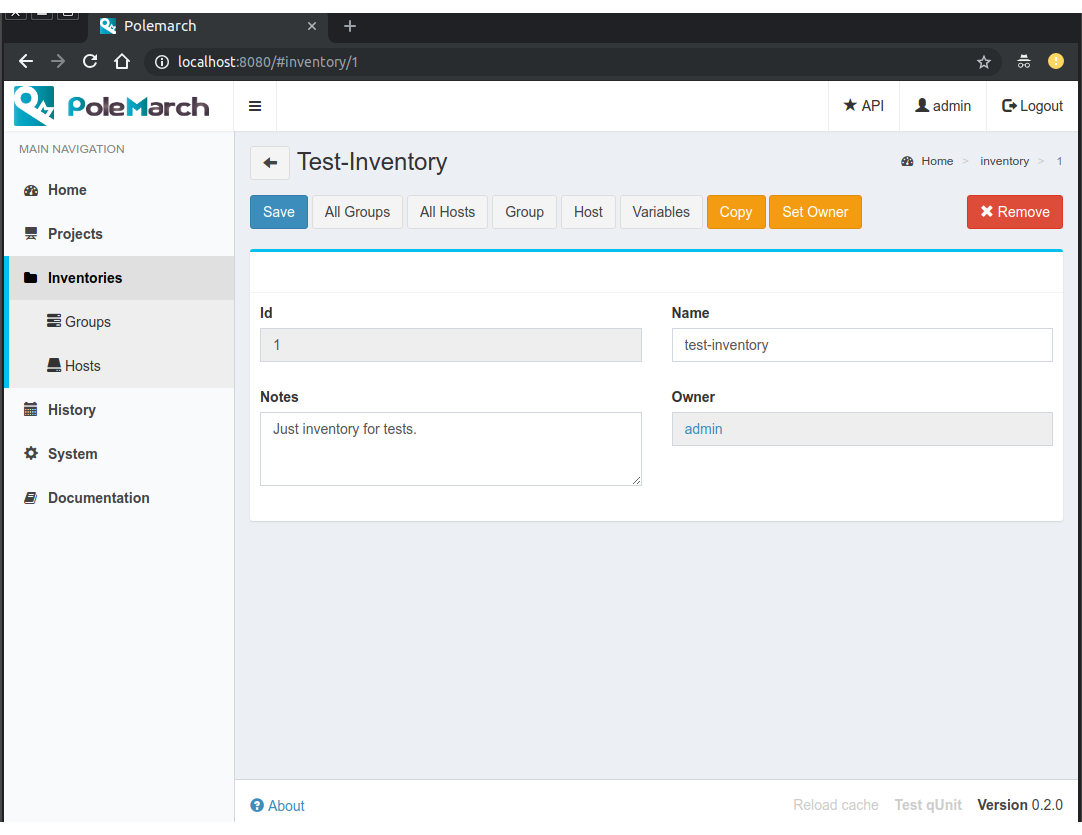 Polemarch
localhost:8080/#inventory/1
PoleMarch
API
admin
Logout
MAIN NAVIGATION
Home
Projects
Inventories
Groups
Hosts
History
System
Documentation
Test-Inventory
Home > inventory > 1
Save
All Groups
All Hosts
Group
Host
Variables
Copy
Set Owner
Remove
Id
Name
1
test-inventory
Notes
Owner
Just inventory for tests.
admin
About
Reload cache
Test qUnit
Version 0.2.0